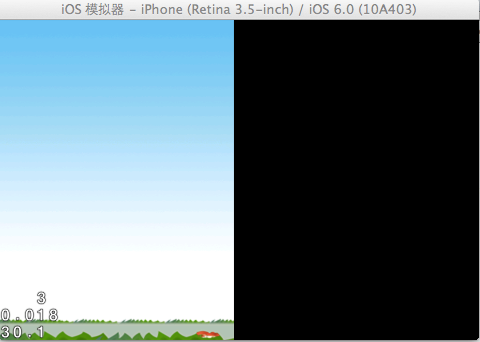 iOS 模拟器 - iPhone (Retina 3.5-inch) / iOS 6.0 (10A403)
3
0.018
30.1